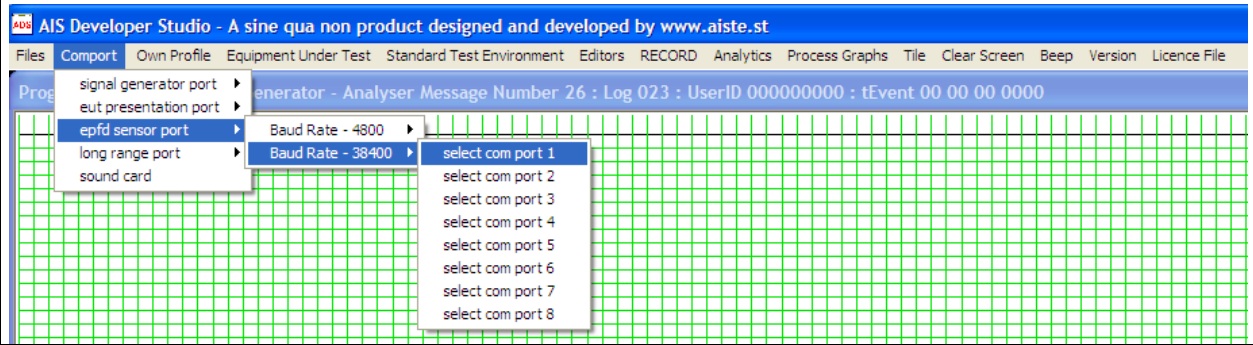 ADS AIS Developer Studio - A sine qua non product designed and developed by www.aiste.st
Files Comport Own Profile Equipment Under Test Standard Test Environment Editors RECORD Analytics Process Graphs Tile Clear Screen Beep Version Licence File
Prog enerator - Analyser Message Number 26 : Log 023 : UserID 000000000 : tEvent 00 00 00 0000
signal generator port
eut presentation port
epfd sensor port
long range port
sound card
Baud Rate - 4800
Baud Rate - 38400
select com port 1
select com port 2
select com port 3
select com port 4
select com port 5
select com port 6
select com port 7
select com port 8